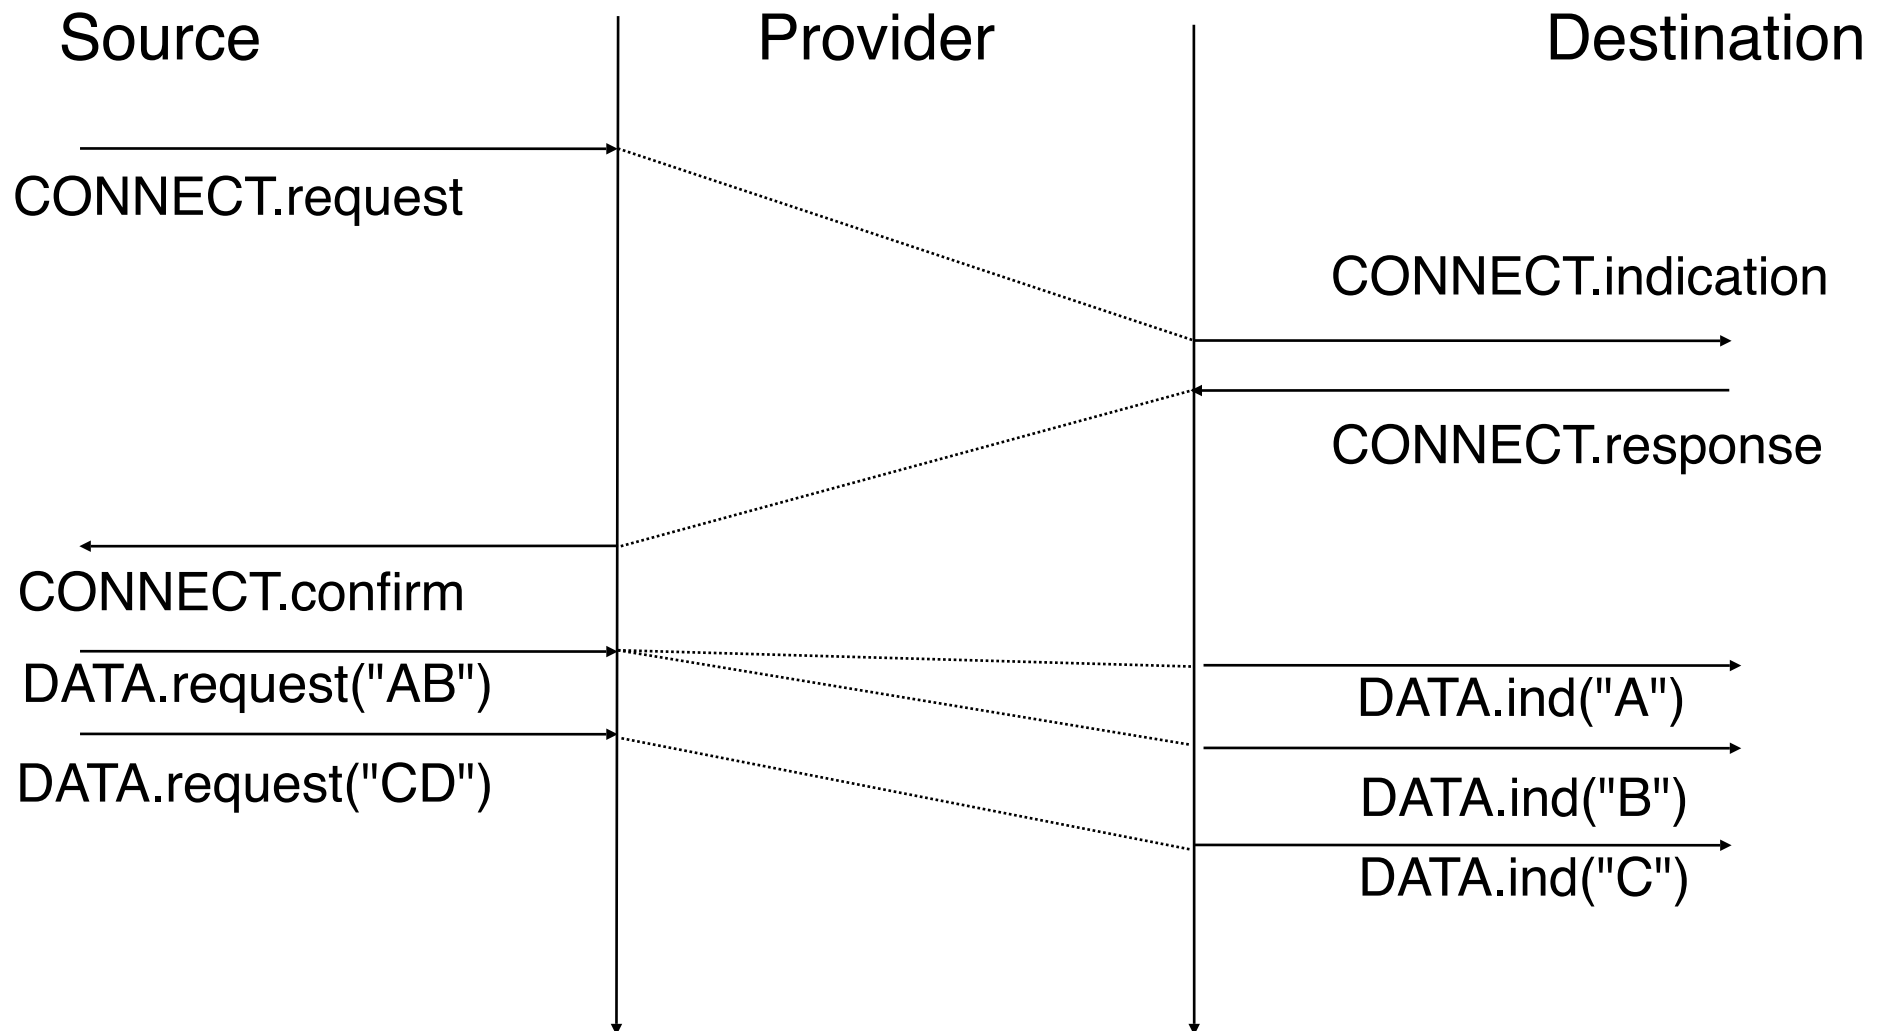 Source
Provider
Destination
CONNECT.request
CONNECT.indication
CONNECT.response
CONNECT.confirm
DATA.request("AB")
DATA.ind("A")
DATA.request("CD")
DATA.ind("B")
DATA.ind("C")